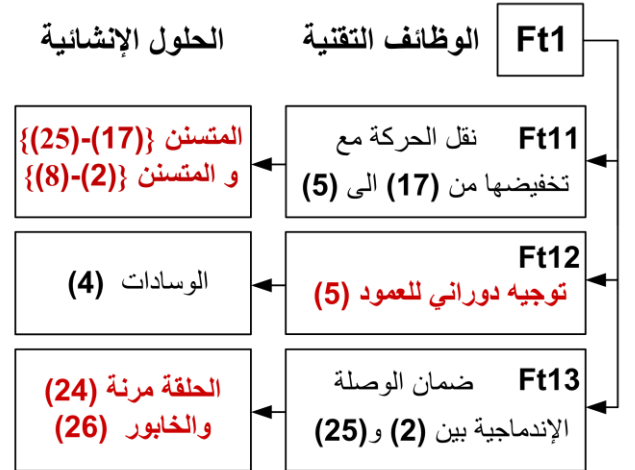 Ft1 الوظائف التقنية الحلول الإنشائية
Ft11 نقل الحركة مع
تخفيضها من (17) الى (5)
المتسنن {(17)-(25)}
و المتسنن {(2)-(8)}
Ft12
توجيه دوراني للعمود (5)
الوسادات (4)
Ft13 ضمان الوصلة
الإندماجية بين (2) و(25)
الحلقة مرنة (24)
والخابور (26)